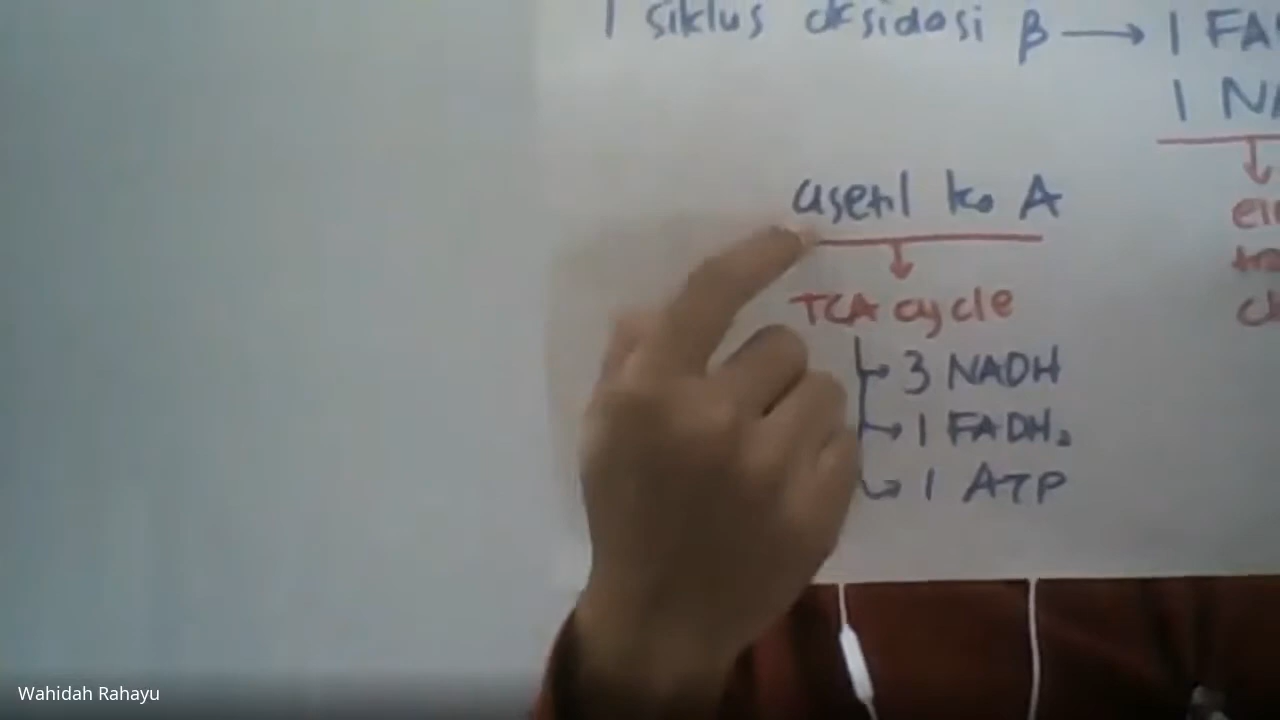 1 siklus oksidasi β → 1 FA
1 NA
asetil ko A
TCA cycle
3 NADH
1 FADH₂
1 ATP
Wahidah Rahayu